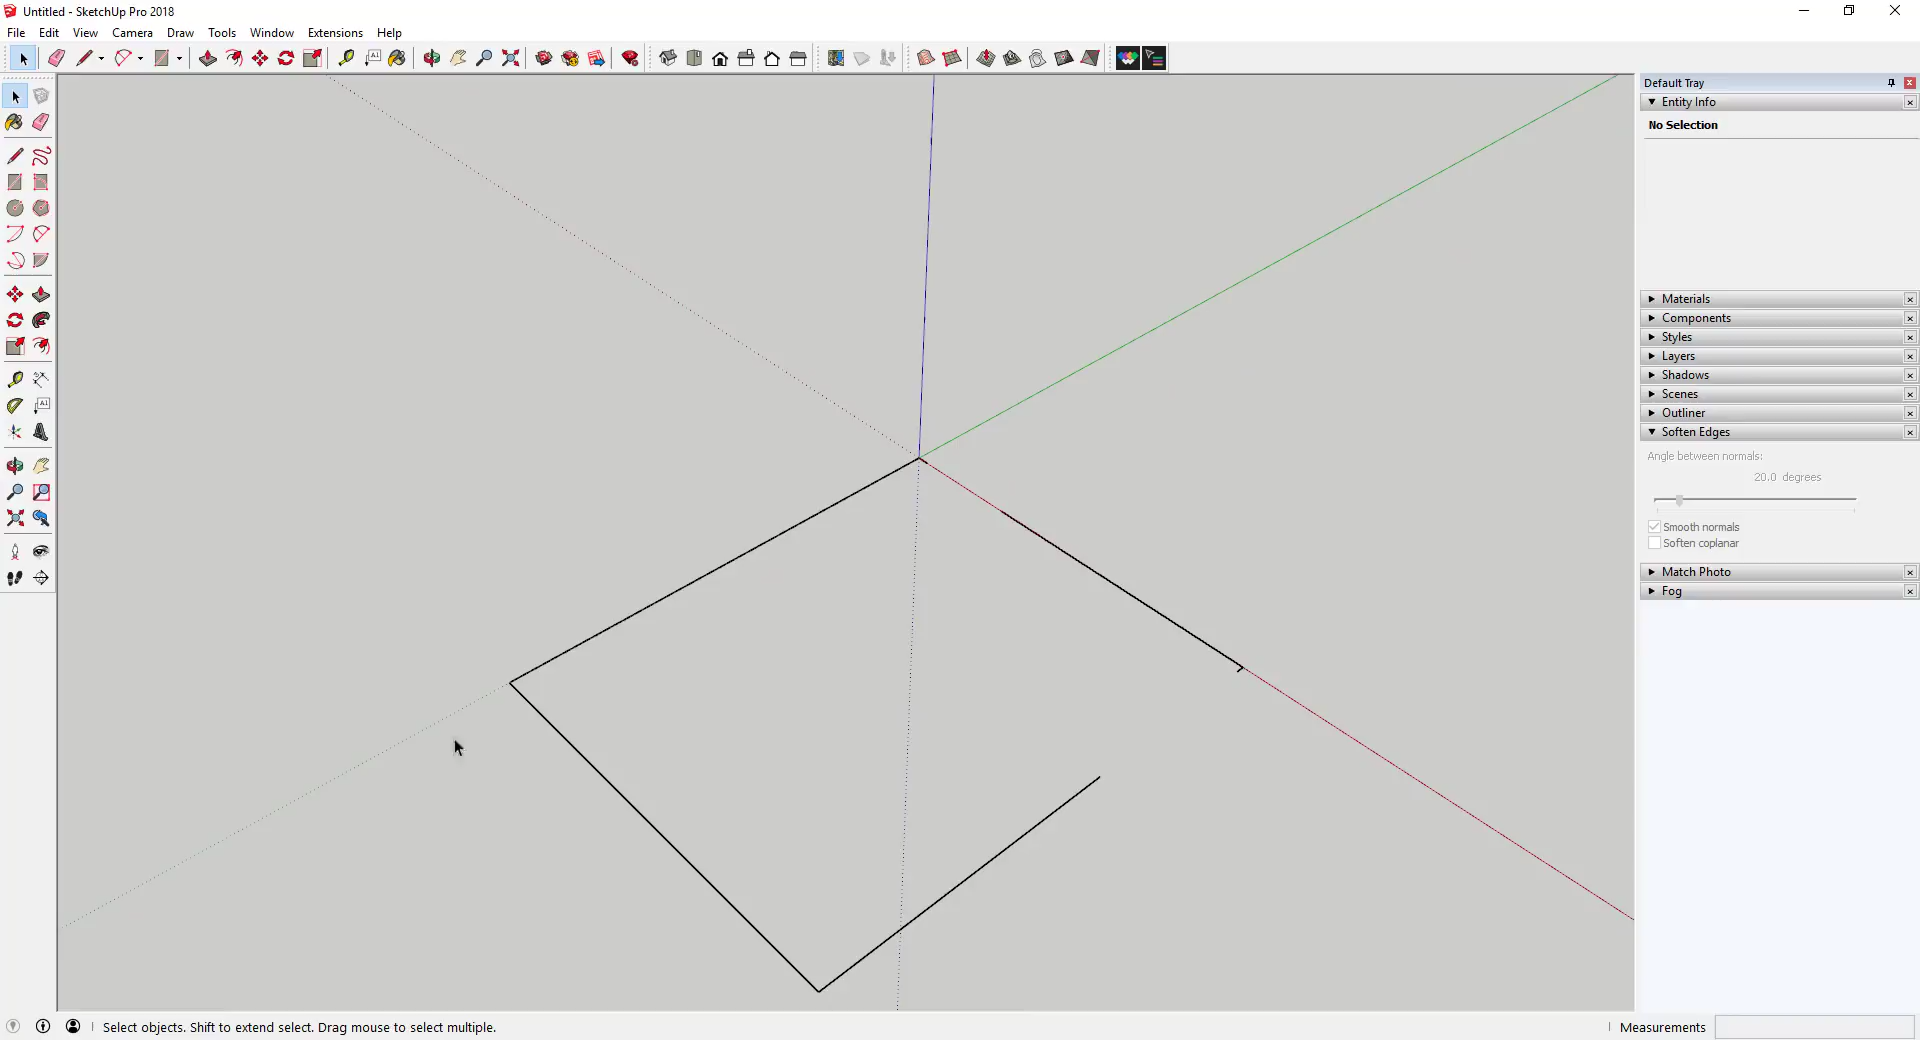 Untitled - SketchUp Pro 2018
File Edit View Camera Draw Tools Window Extensions Help
Default Tray
Entity Info
No Selection
Materials
Components
Styles
Layers
Shadows
Scenes
Outliner
Soften Edges
Angle between normals:
20.0 degrees
Smooth normals
Soften coplanar
Match Photo
Fog
Select objects. Shift to extend select. Drag mouse to select multiple.
Measurements